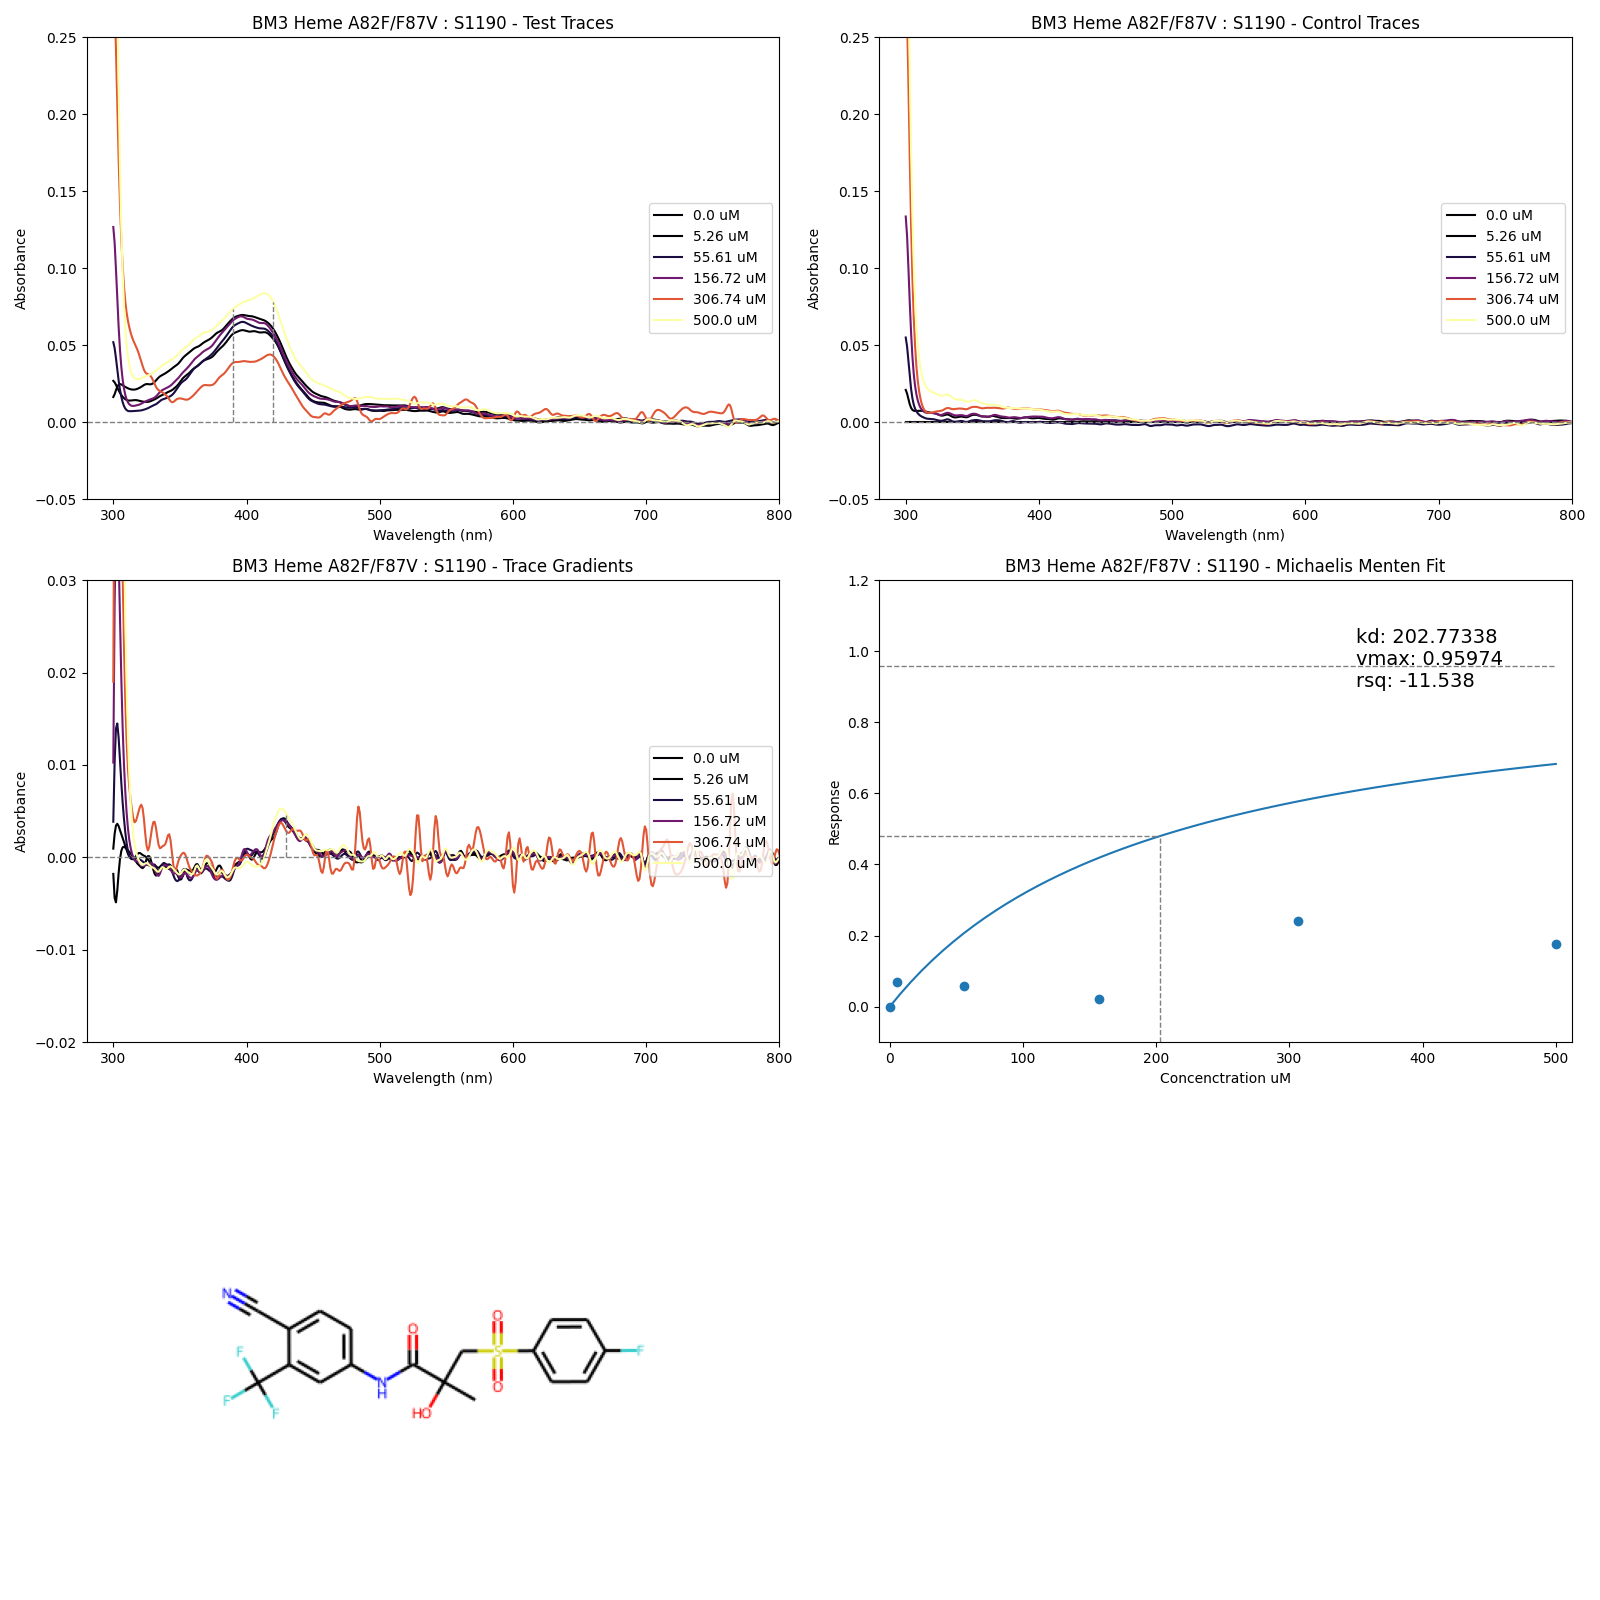 BM3 Heme A82F/F87V : S1190 - Test Traces
0.25
0.20
0.15
0.10
0.05
0.00
−0.05
Absorbance
300 400 500 600 700 800
Wavelength (nm)
0.0 uM
5.26 uM
55.61 uM
156.72 uM
306.74 uM
500.0 uM
BM3 Heme A82F/F87V : S1190 - Control Traces
0.25
0.20
0.15
0.10
0.05
0.00
−0.05
Absorbance
300 400 500 600 700 800
Wavelength (nm)
0.0 uM
5.26 uM
55.61 uM
156.72 uM
306.74 uM
500.0 uM
BM3 Heme A82F/F87V : S1190 - Trace Gradients
0.03
0.02
0.01
0.00
−0.01
−0.02
Absorbance
300 400 500 600 700 800
Wavelength (nm)
0.0 uM
5.26 uM
55.61 uM
156.72 uM
306.74 uM
500.0 uM
BM3 Heme A82F/F87V : S1190 - Michaelis Menten Fit
1.2
1.0
0.8
0.6
0.4
0.2
0.0
Response
0 100 200 300 400 500
Concenctration uM
kd: 202.77338
vmax: 0.95974
rsq: -11.538
N
F
F
F
N
H
O
HO
O
S
O
F